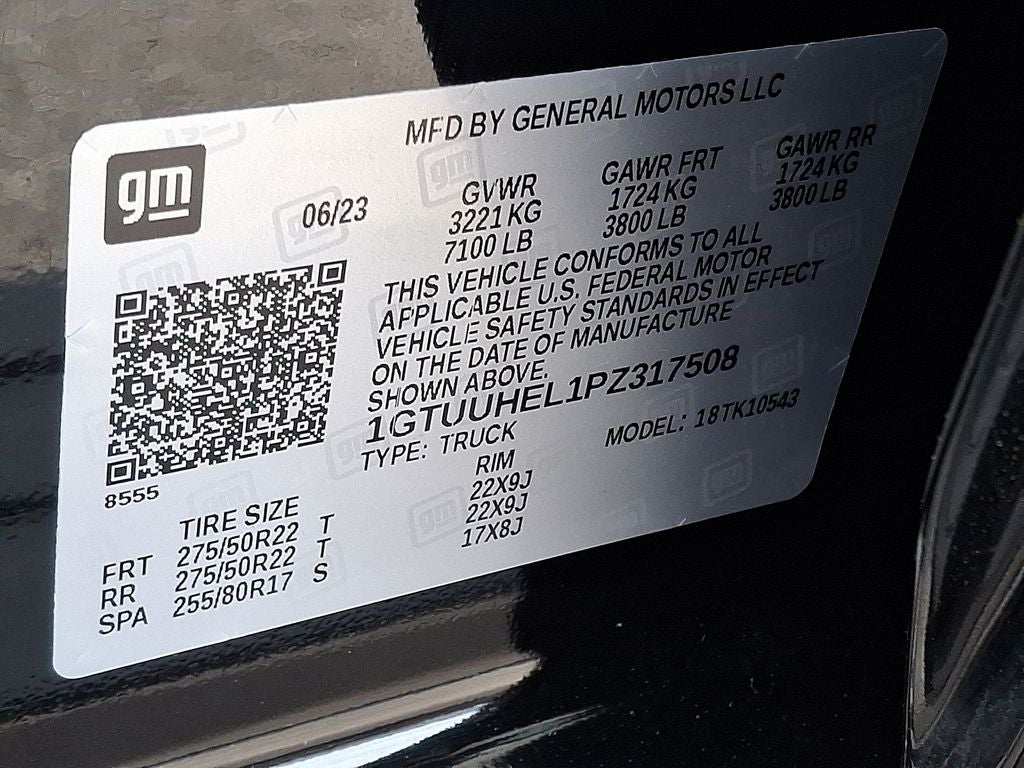 MFD BY GENERAL MOTORS LLC
gm
06/23
GVWR GAWR FRT GAWR RR
3221 KG 1724 KG 1724 KG
7100 LB 3800 LB 3800 LB
THIS VEHICLE CONFORMS TO ALL
APPLICABLE U.S. FEDERAL MOTOR
VEHICLE SAFETY STANDARDS IN EFFECT
ON THE DATE OF MANUFACTURE
SHOWN ABOVE.
1GTUUHEL1PZ317508
TYPE: TRUCK MODEL: 18TK10543
8555
TIRE SIZE RIM
FRT 275/50R22 T 22X9J
RR 275/50R22 T 22X9J
SPA 255/80R17 S 17X8J